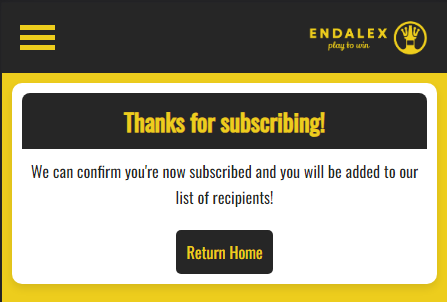 ENDALEX
play to win
Thanks for subscribing!
We can confirm you're now subscribed and you will be added to our
list of recipients!
Return Home